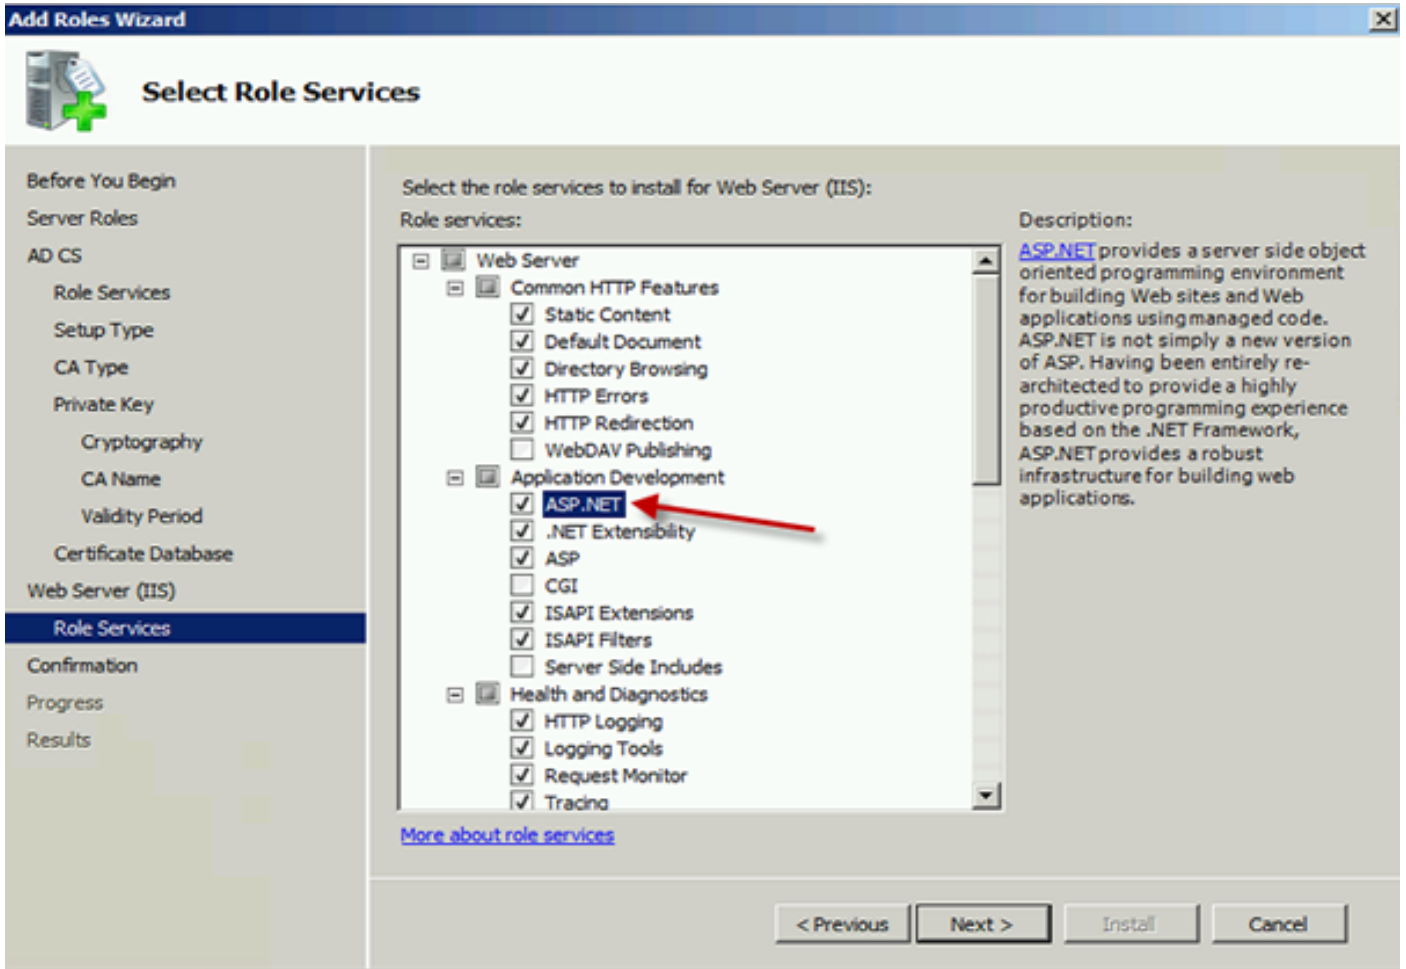 Add Roles Wizard
Select Role Services
Before You Begin
Server Roles
AD CS
Role Services
Setup Type
CA Type
Private Key
Cryptography
CA Name
Validity Period
Certificate Database
Web Server (IIS)
Role Services
Confirmation
Progress
Results
Select the role services to install for Web Server (IIS):
Role services:
Web Server
Common HTTP Features
Static Content
Default Document
Directory Browsing
HTTP Errors
HTTP Redirection
WebDAV Publishing
Application Development
ASP.NET
.NET Extensibility
ASP
CGI
ISAPI Extensions
ISAPI Filters
Server Side Includes
Health and Diagnostics
HTTP Logging
Logging Tools
Request Monitor
Tracing
More about role services
Description:
ASP.NET provides a server side object
oriented programming environment
for building Web sites and Web
applications using managed code.
ASP.NET is not simply a new version
of ASP. Having been entirely re-
architected to provide a highly
productive programming experience
based on the .NET Framework,
ASP.NET provides a robust
infrastructure for building web
applications.
< Previous
Next >
Install
Cancel